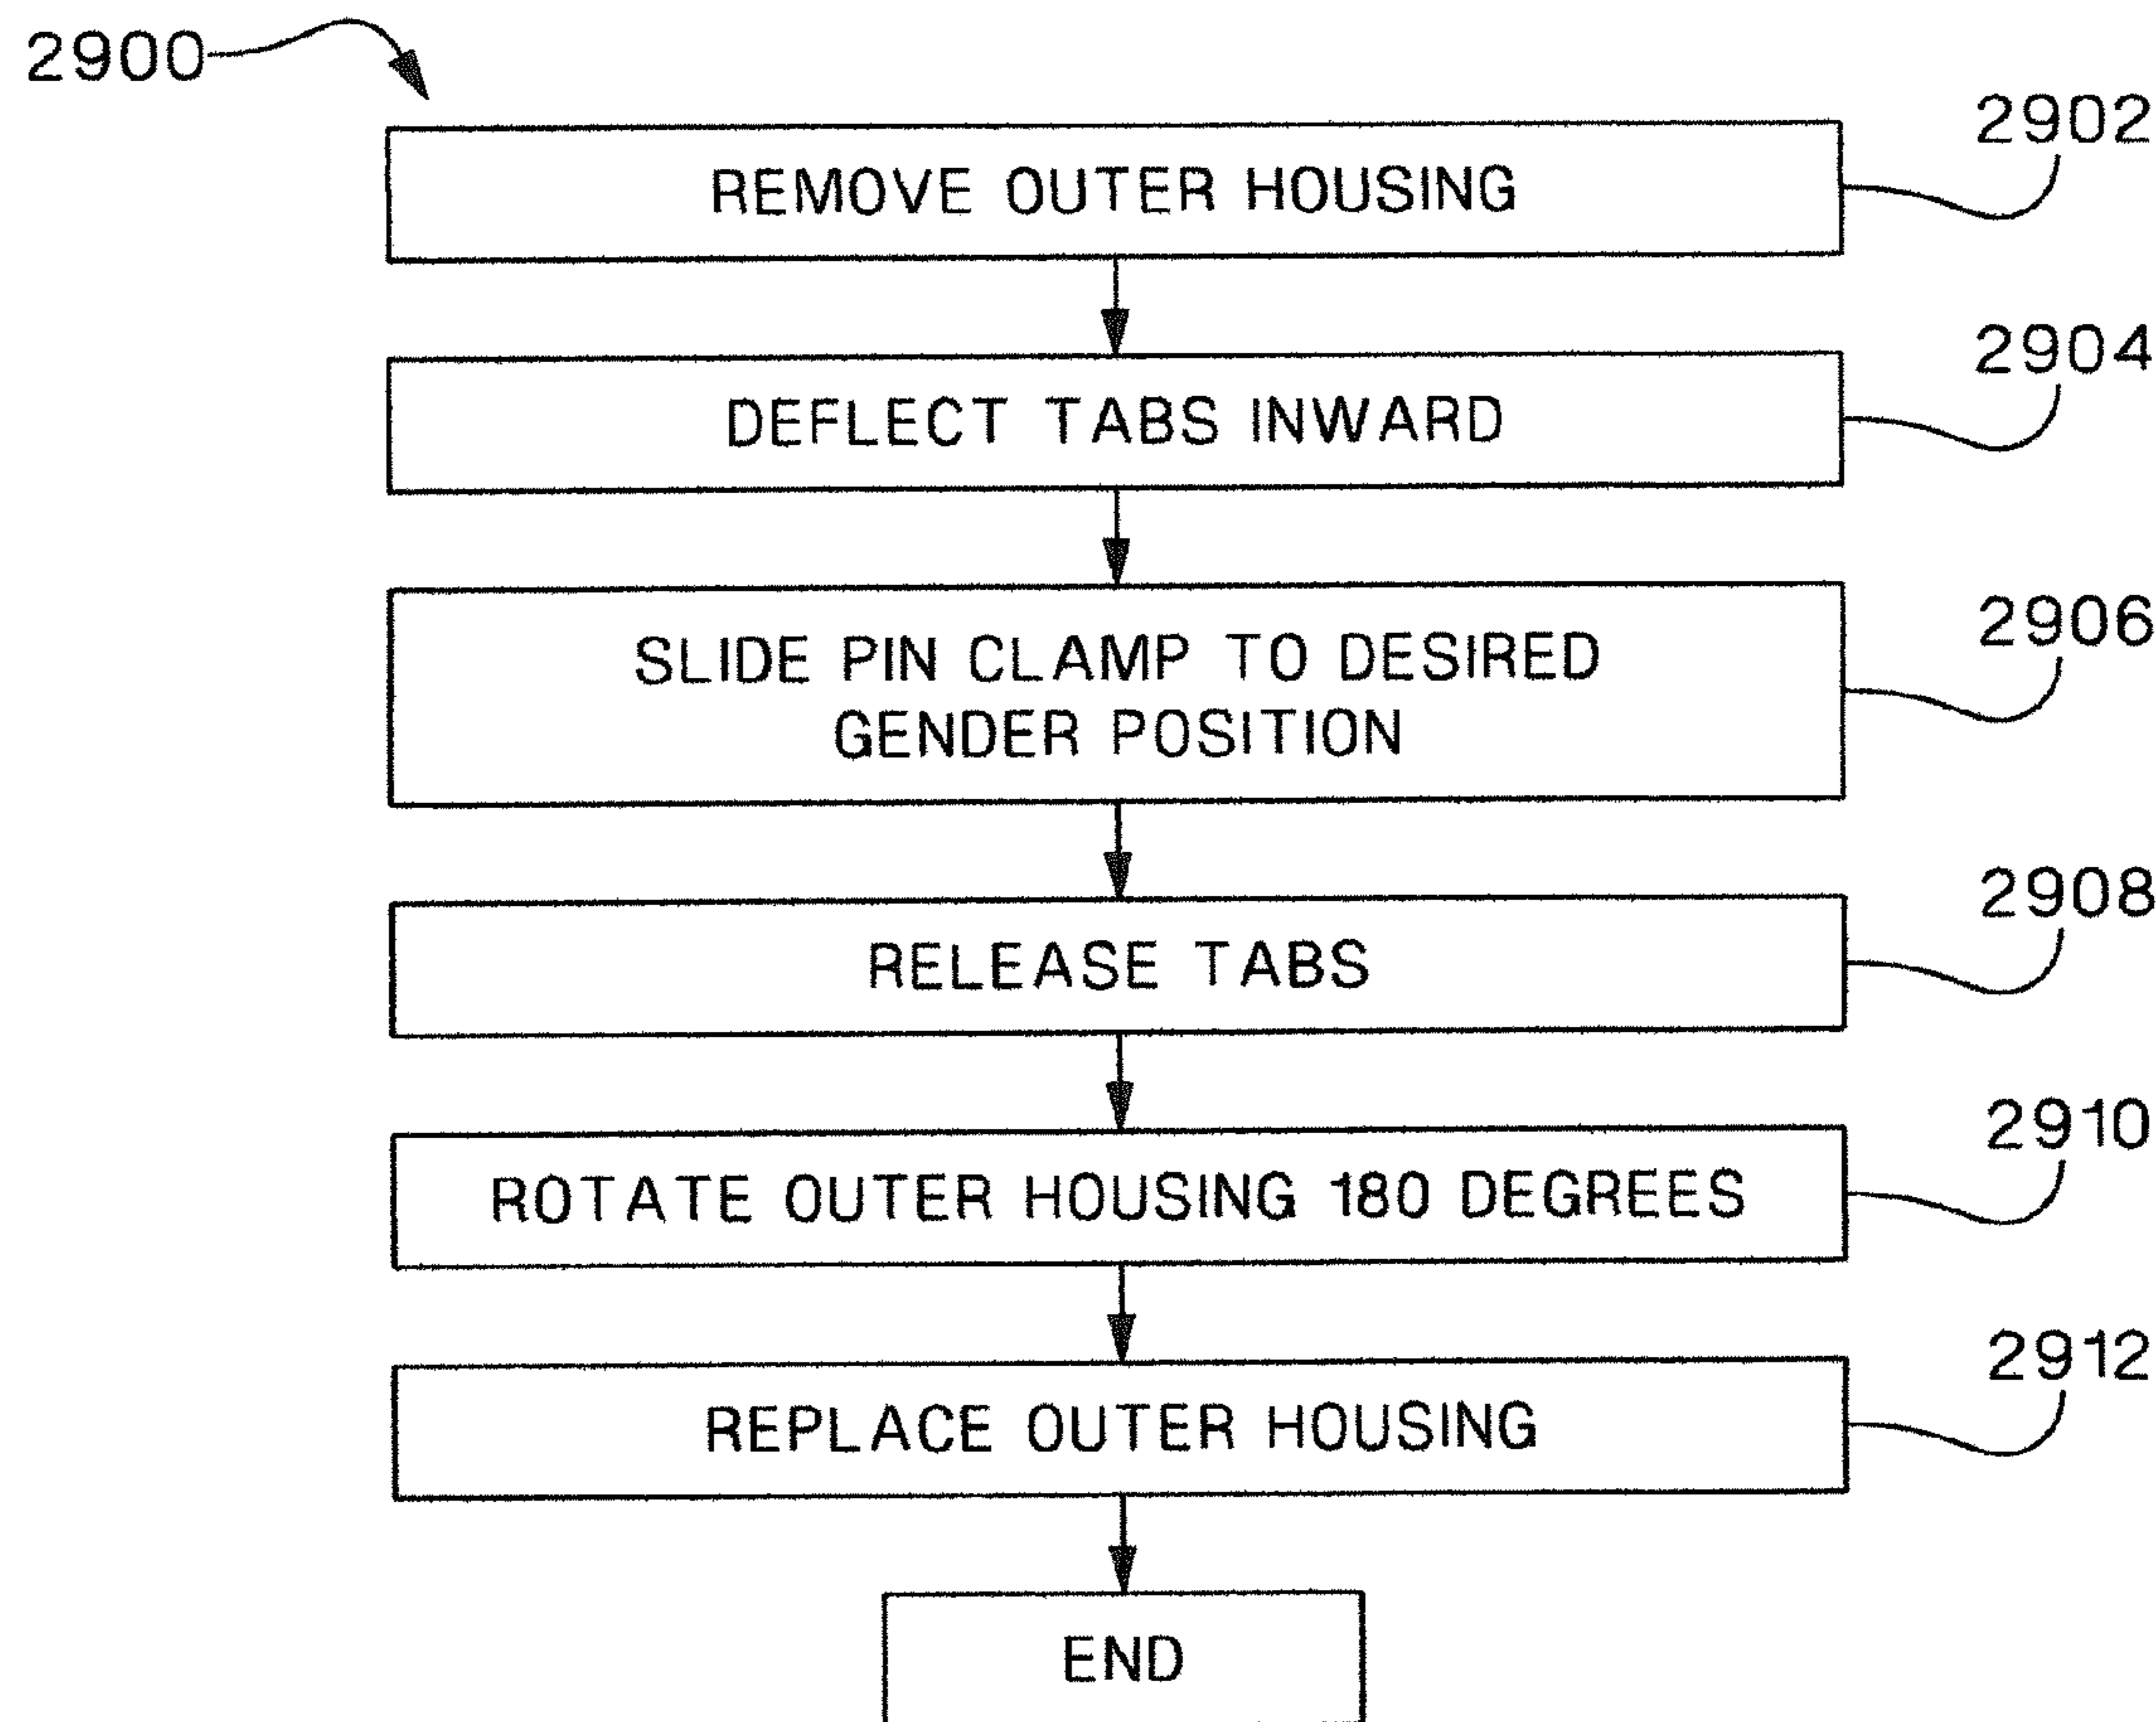 2900
2902
REMOVE OUTER HOUSING
2904
DEFLECT TABS INWARD
2906
SLIDE PIN CLAMP TO DESIRED
GENDER POSITION
2908
RELEASE TABS
2910
ROTATE OUTER HOUSING 180 DEGREES
2912
REPLACE OUTER HOUSING
END